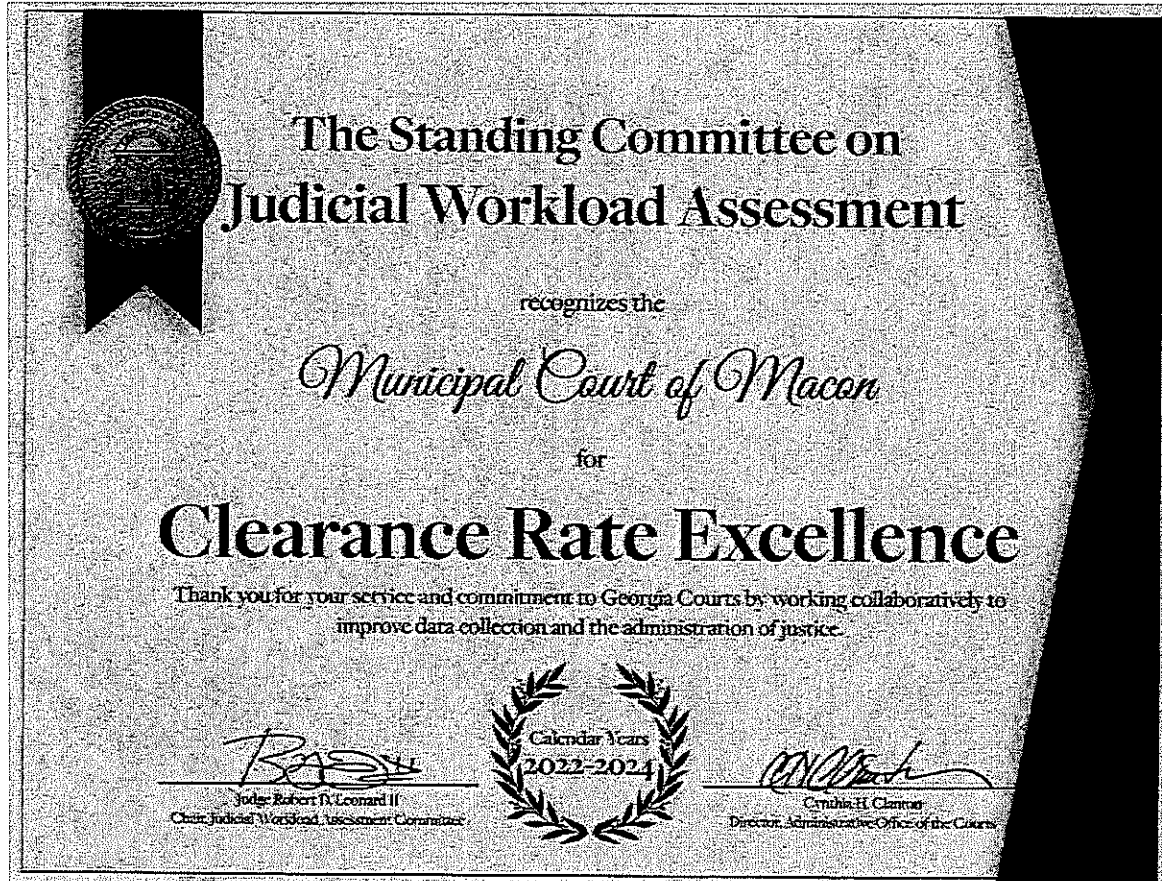 The Standing Committee on
Judicial Workload Assessment
recognizes the
Municipal Court of Macon
for
Clearance Rate Excellence
Thank you for your service and commitment to Georgia Courts by working collaboratively to
improve data collection and the administration of justice.
Calendar Years
2022-2024
Judge Robert D. Leonard II
Chair, Judicial Workload Assessment Committee
Cynthia H. Clanton
Director, Administrative Office of the Courts